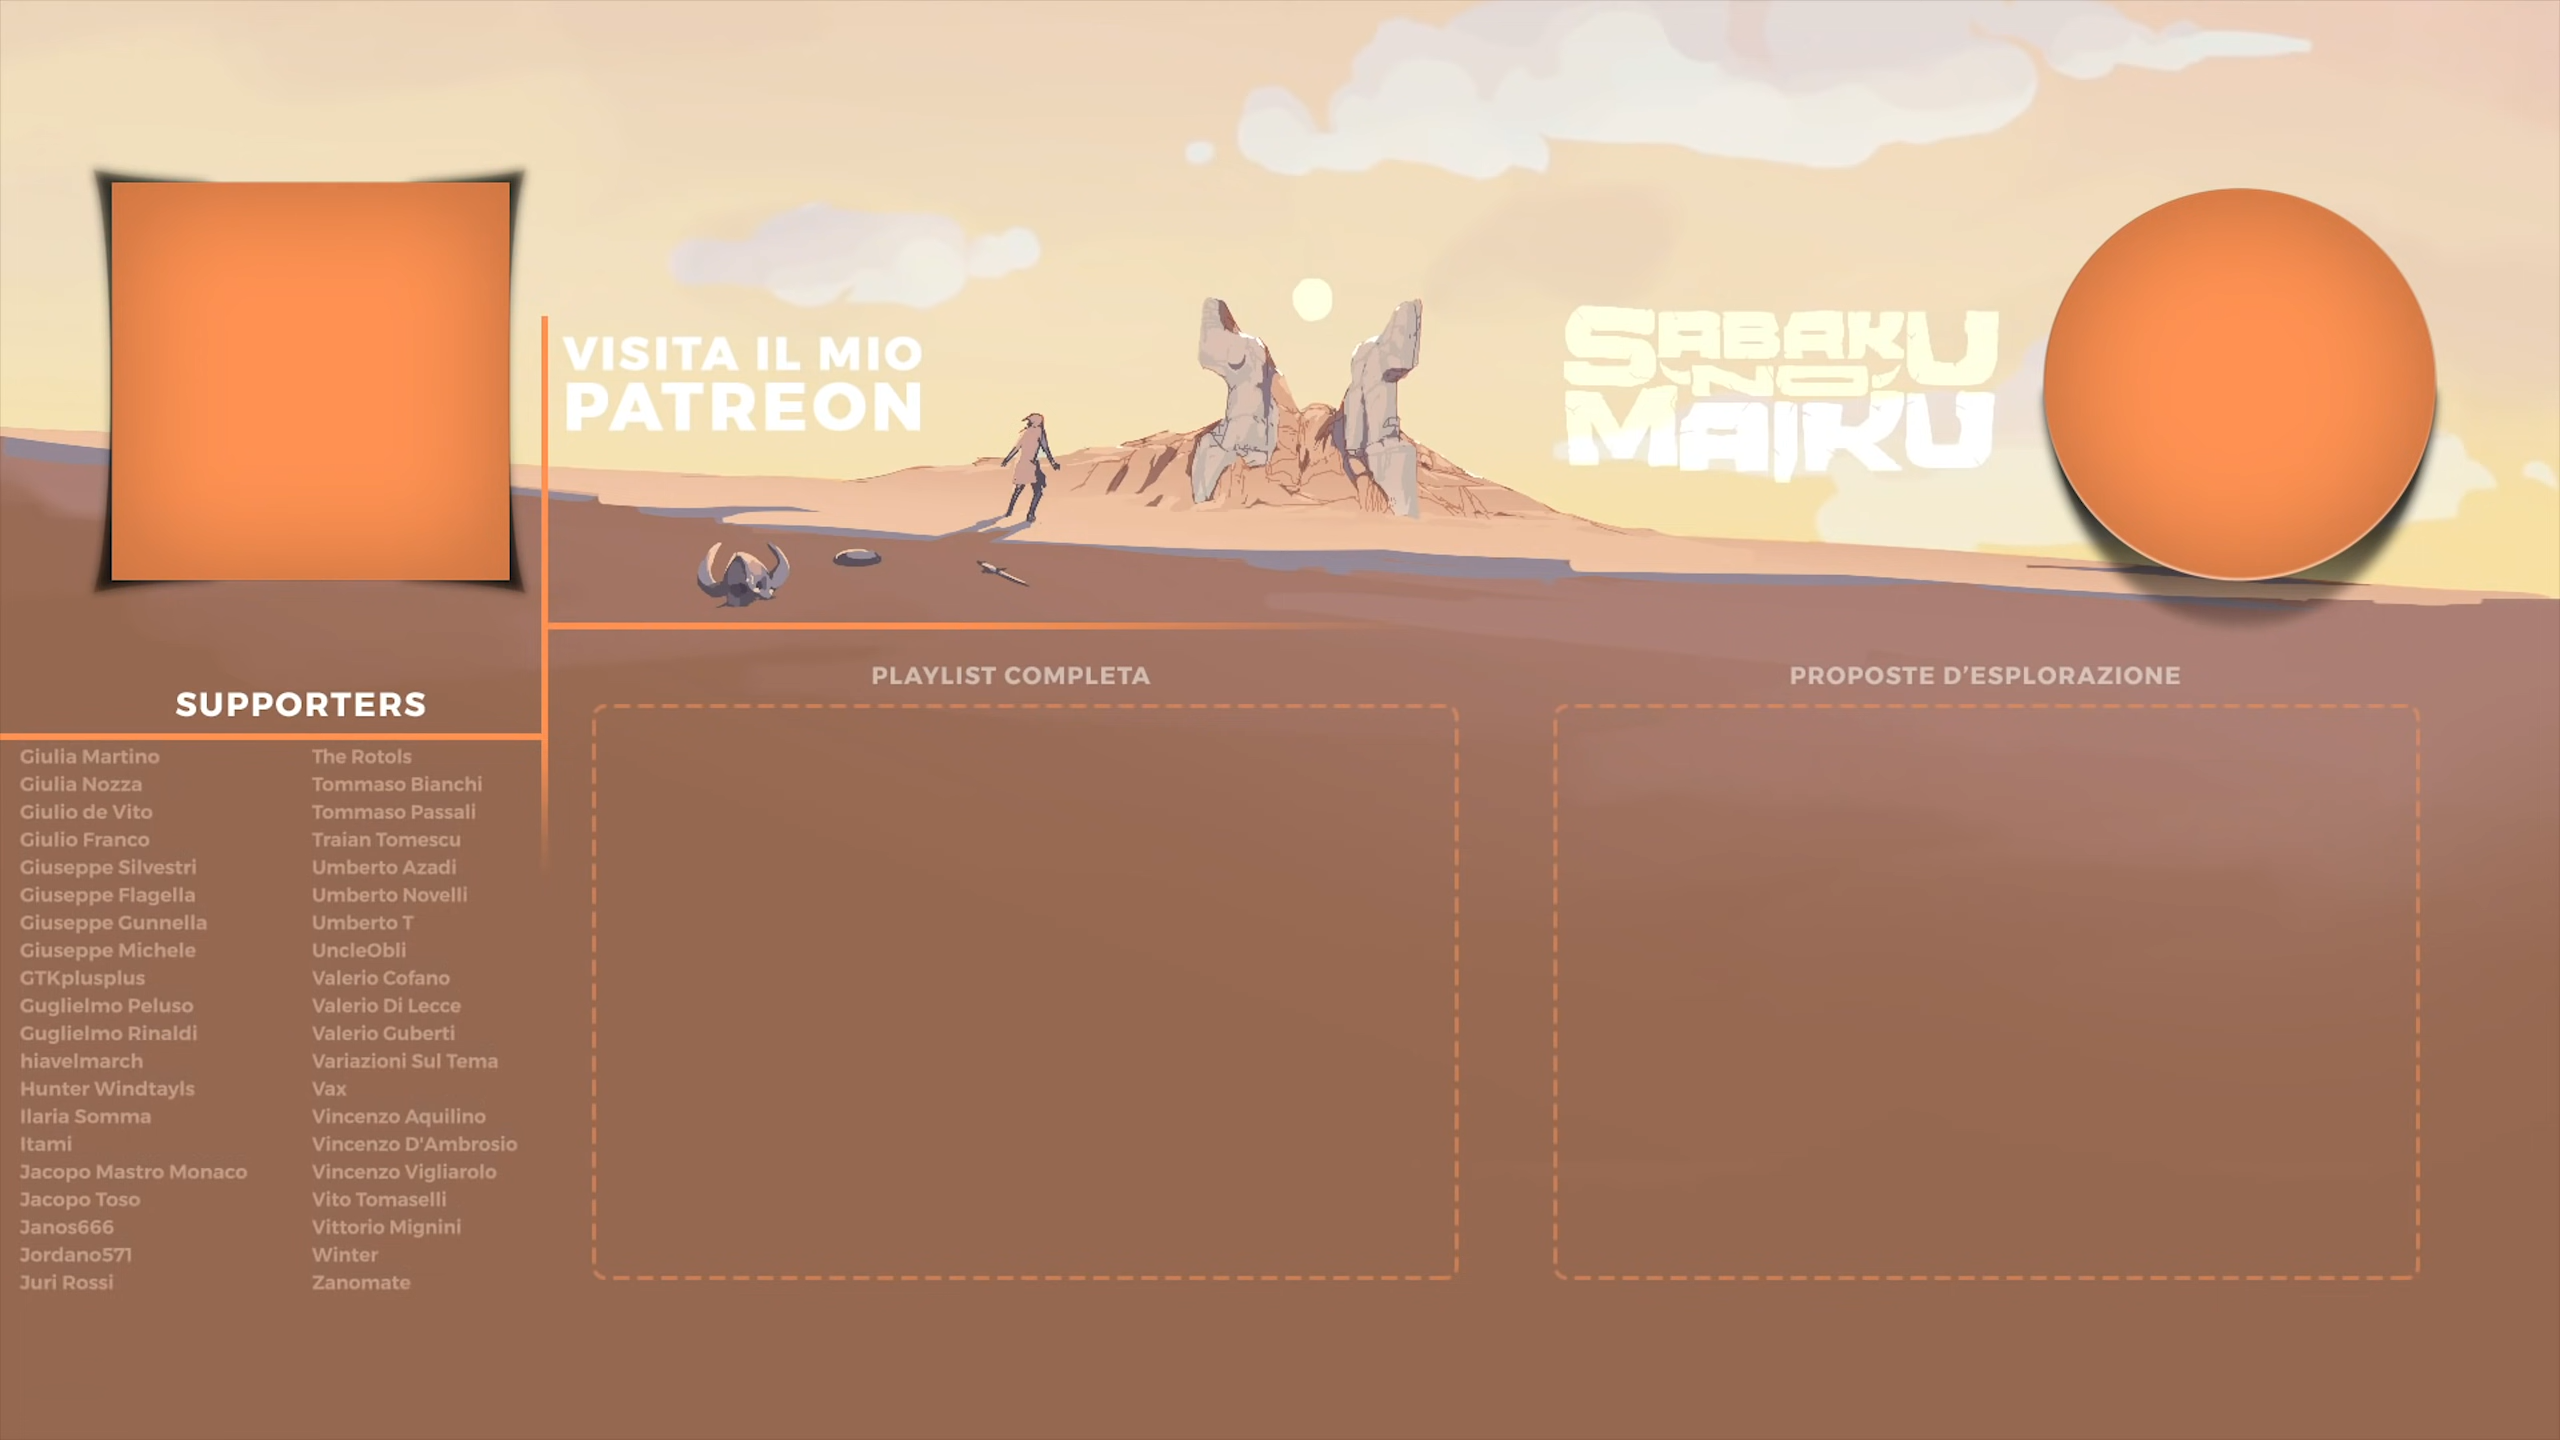 VISITA IL MIO
PATREON
SABAKU
NO
MAIKU
SUPPORTERS
Giulia Martino
Giulia Nozza
Giulio de Vito
Giulio Franco
Giuseppe Silvestri
Giuseppe Flagella
Giuseppe Gunnella
Giuseppe Michele
GTKplusplus
Guglielmo Peluso
Guglielmo Rinaldi
hiavelmarch
Hunter Windtayls
Ilaria Somma
Itami
Jacopo Mastro Monaco
Jacopo Toso
Janos666
Jordano571
Juri Rossi
The Rotols
Tommaso Bianchi
Tommaso Passali
Traian Tomescu
Umberto Azadi
Umberto Novelli
Umberto T
UncleObli
Valerio Cofano
Valerio Di Lecce
Valerio Guberti
Variazioni Sul Tema
Vax
Vincenzo Aquilino
Vincenzo D'Ambrosio
Vincenzo Vigliarolo
Vito Tomaselli
Vittorio Mignini
Winter
Zanomate
PLAYLIST COMPLETA
PROPOSTE D’ESPLORAZIONE